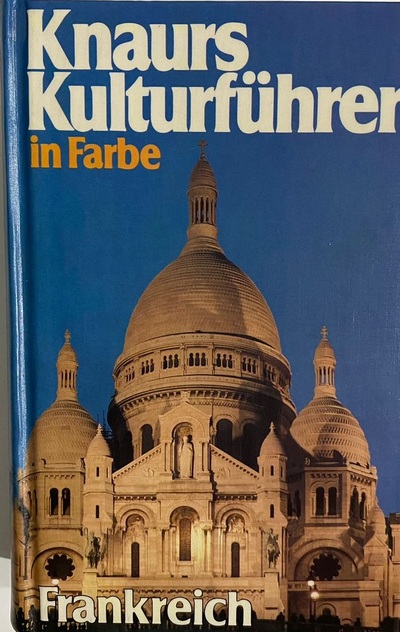 Knaurs
Kulturführer
in Farbe
Frankreich